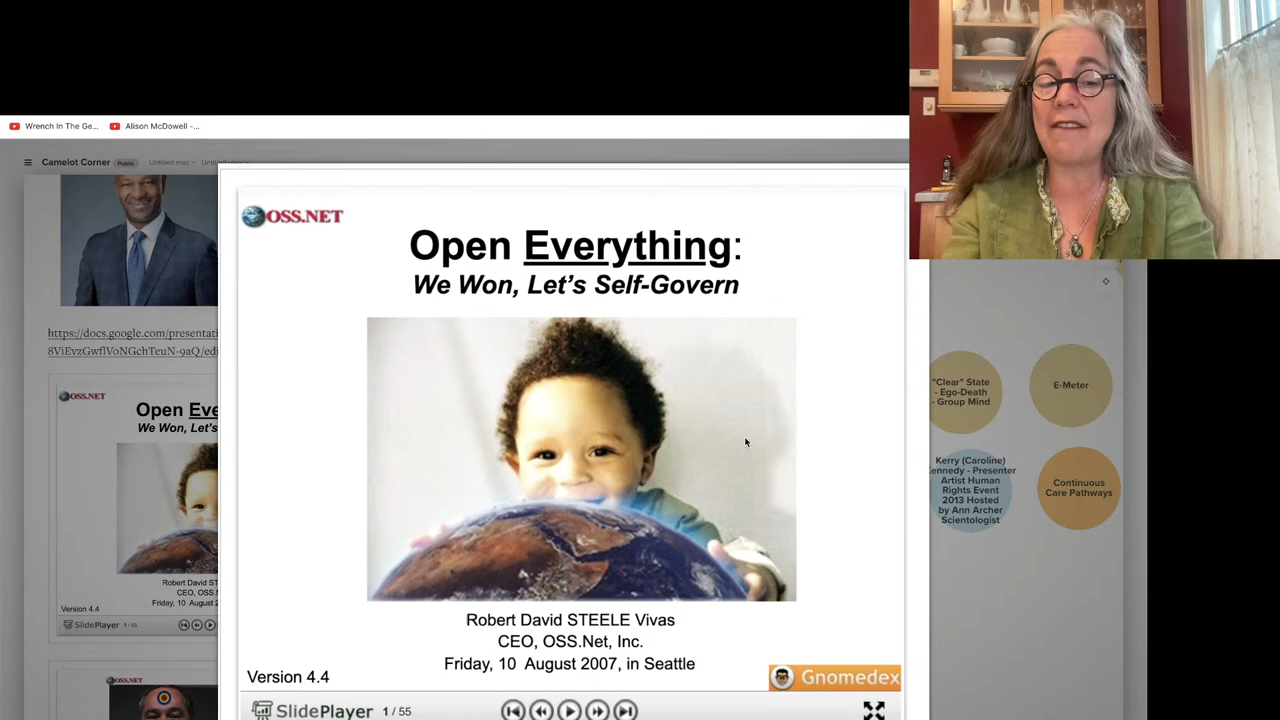 Wrench In The Ge...
Alison McDowell -...
Camelot Corner
Public
Untitled map
https://docs.google.com/presentati
8ViEvzGwflVoNGchTeuN-9aQ/edi
OSS.NET
Open Eve
We Won, Let's
Robert David ST
CEO, OSS.N
Friday, 10 August 2
Version 4.4
SlidePlayer
1 / 55
OSS.NET
OSS.NET
Open Everything:
We Won, Let's Self-Govern
Robert David STEELE Vivas
CEO, OSS.Net, Inc.
Friday, 10 August 2007, in Seattle
Version 4.4
Gnomedex
SlidePlayer
1 / 55
"Clear" State
- Ego-Death
- Group Mind
E-Meter
Kerry (Caroline)
Kennedy - Presenter
Artist Human
Rights Event
2013 Hosted
by Ann Archer
Scientologist
Continuous
Care Pathways